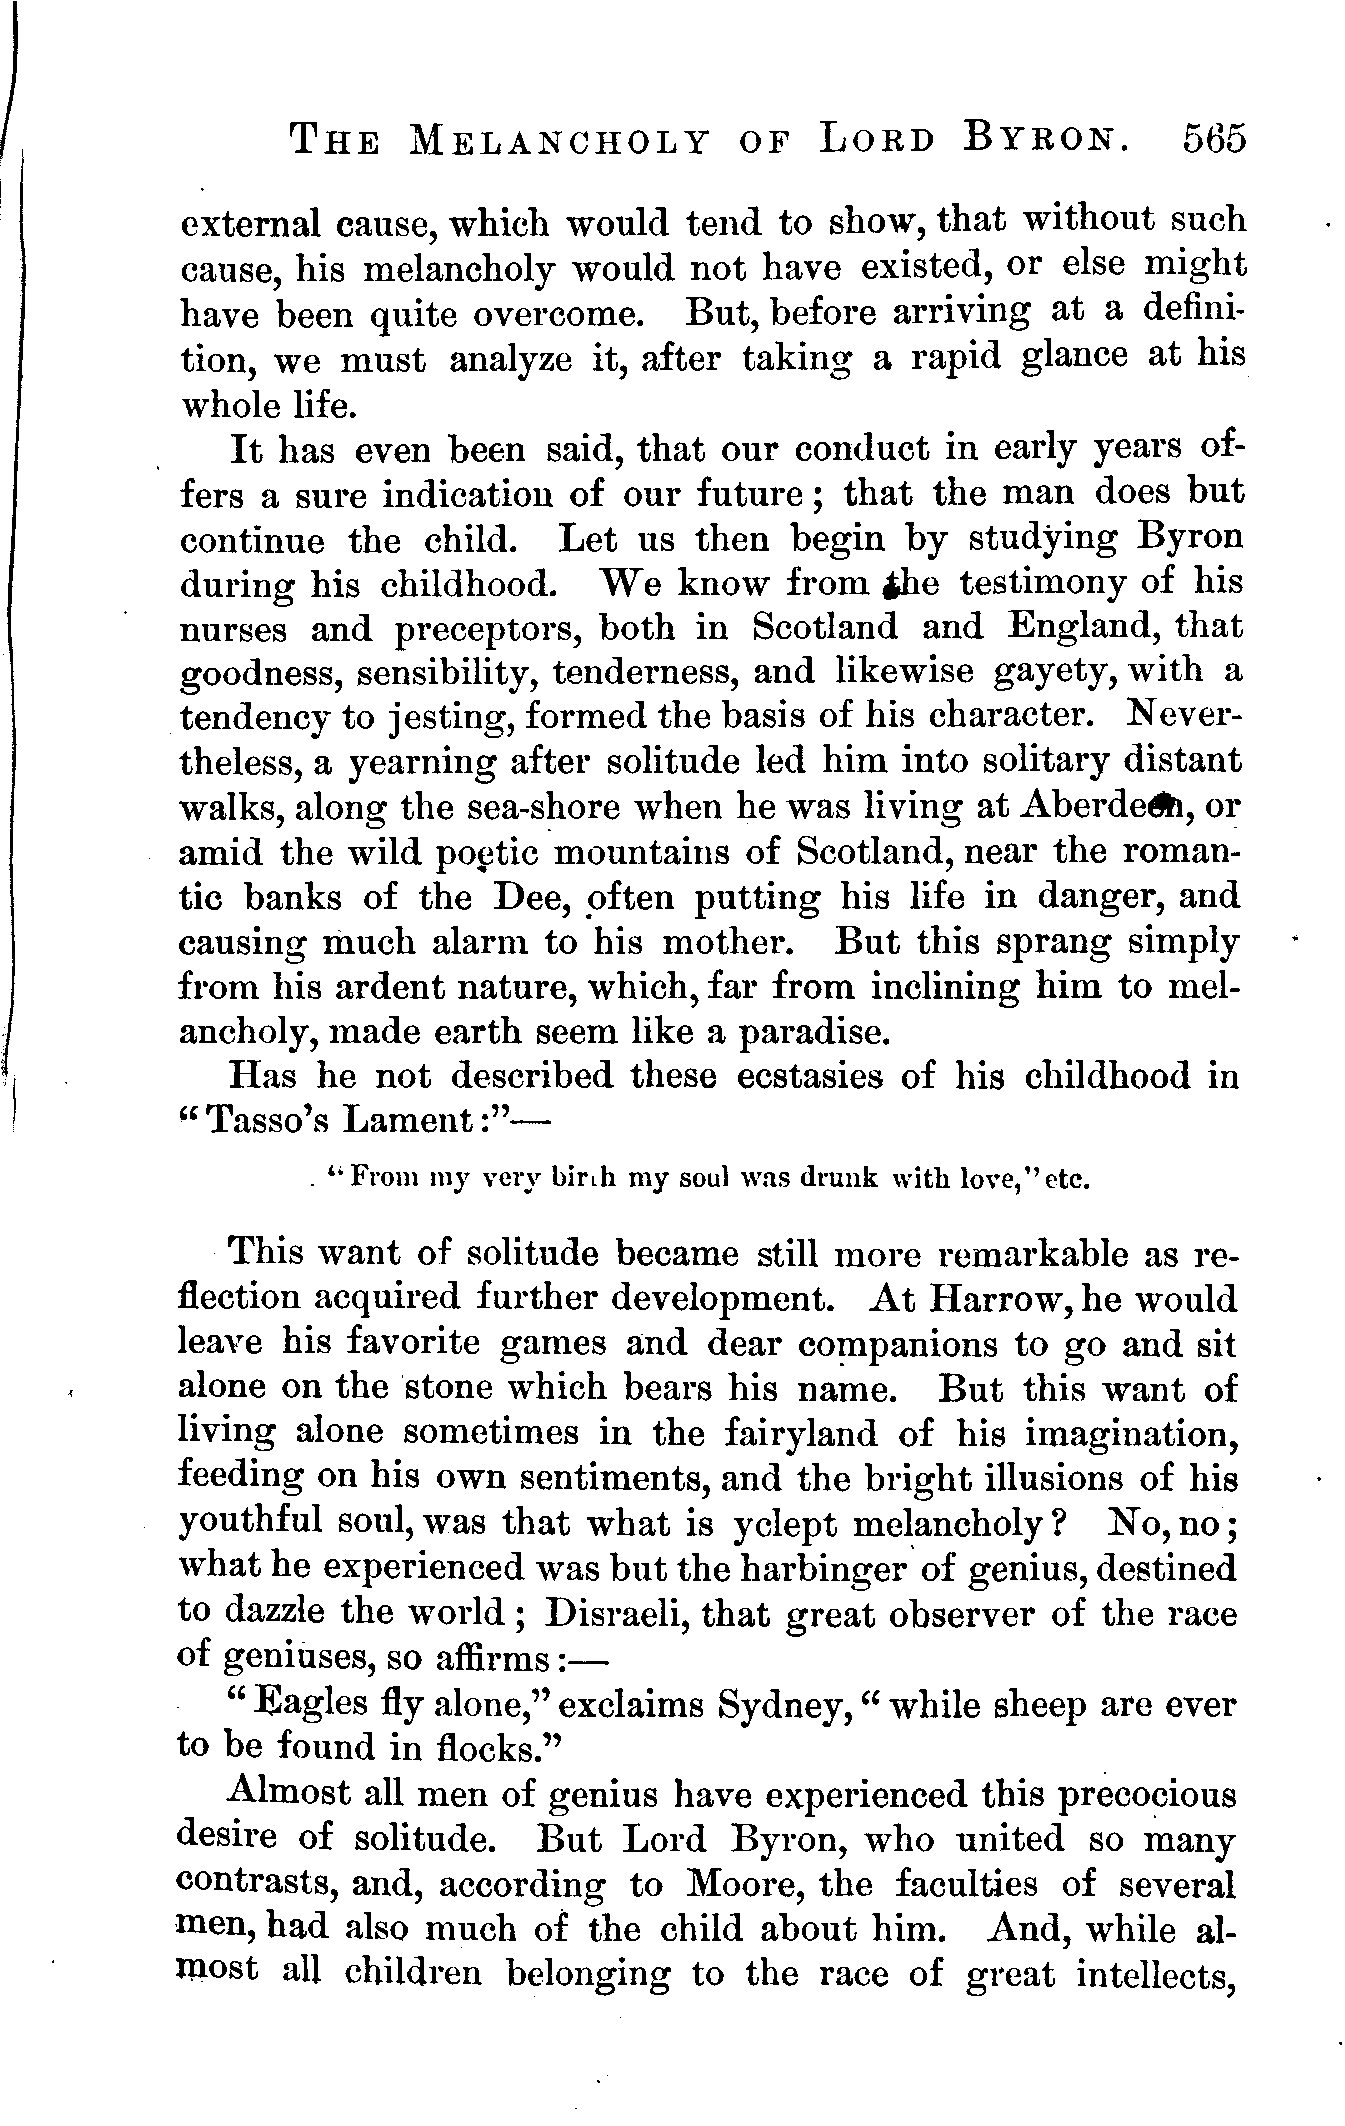 THE MELANCHOLY OF LORD BYRON. 565
external cause, which would tend to show, that without such
cause, his melancholy would not have existed, or else might
have been quite overcome. But, before arriving at a defini-
tion, we must analyze it, after taking a rapid glance at his
whole life.
It has even been said, that our conduct in early years of-
fers a sure indication of our future; that the man does but
continue the child. Let us then begin by studying Byron
during his childhood. We know from the testimony of his
nurses and preceptors, both in Scotland and England, that
goodness, sensibility, tenderness, and likewise gayety, with a
tendency to jesting, formed the basis of his character. Never-
theless, a yearning after solitude led him into solitary distant
walks, along the sea-shore when he was living at Aberdeen, or
amid the wild poetic mountains of Scotland, near the roman-
tic banks of the Dee, often putting his life in danger, and
causing much alarm to his mother. But this sprang simply
from his ardent nature, which, far from inclining him to mel-
ancholy, made earth seem like a paradise.
Has he not described these ecstasies of his childhood in
"Tasso's Lament:"—
"From my very birth my soul was drunk with love," etc.
This want of solitude became still more remarkable as re-
flection acquired further development. At Harrow, he would
leave his favorite games and dear companions to go and sit
alone on the stone which bears his name. But this want of
living alone sometimes in the fairyland of his imagination,
feeding on his own sentiments, and the bright illusions of his
youthful soul, was that what is yclept melancholy? No, no;
what he experienced was but the harbinger of genius, destined
to dazzle the world; Disraeli, that great observer of the race
of geniuses, so affirms:—
"Eagles fly alone," exclaims Sydney, "while sheep are ever
to be found in flocks."
Almost all men of genius have experienced this precocious
desire of solitude. But Lord Byron, who united so many
contrasts, and, according to Moore, the faculties of several
men, had also much of the child about him. And, while al-
most all children belonging to the race of great intellects,